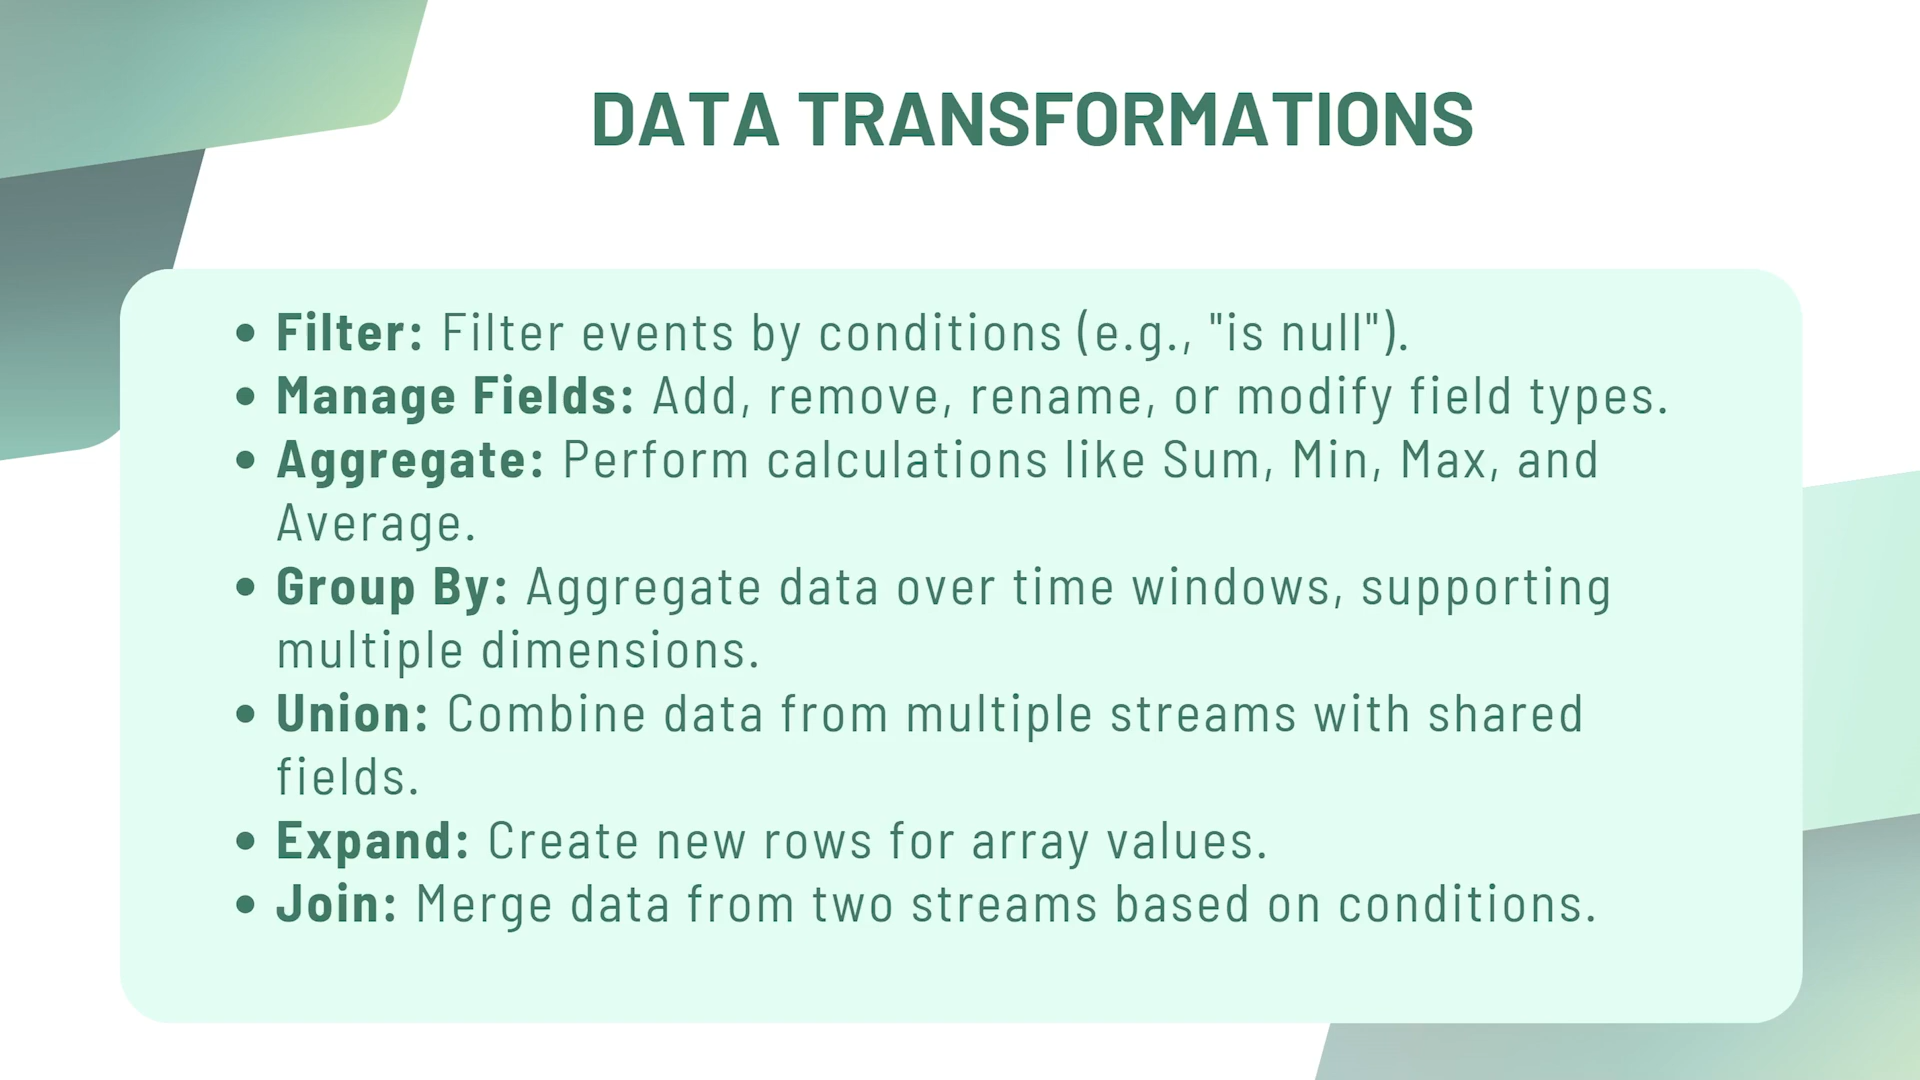 DATA TRANSFORMATIONS
• Filter: Filter events by conditions (e.g., "is null").
• Manage Fields: Add, remove, rename, or modify field types.
• Aggregate: Perform calculations like Sum, Min, Max, and
Average.
• Group By: Aggregate data over time windows, supporting
multiple dimensions.
• Union: Combine data from multiple streams with shared
fields.
• Expand: Create new rows for array values.
• Join: Merge data from two streams based on conditions.